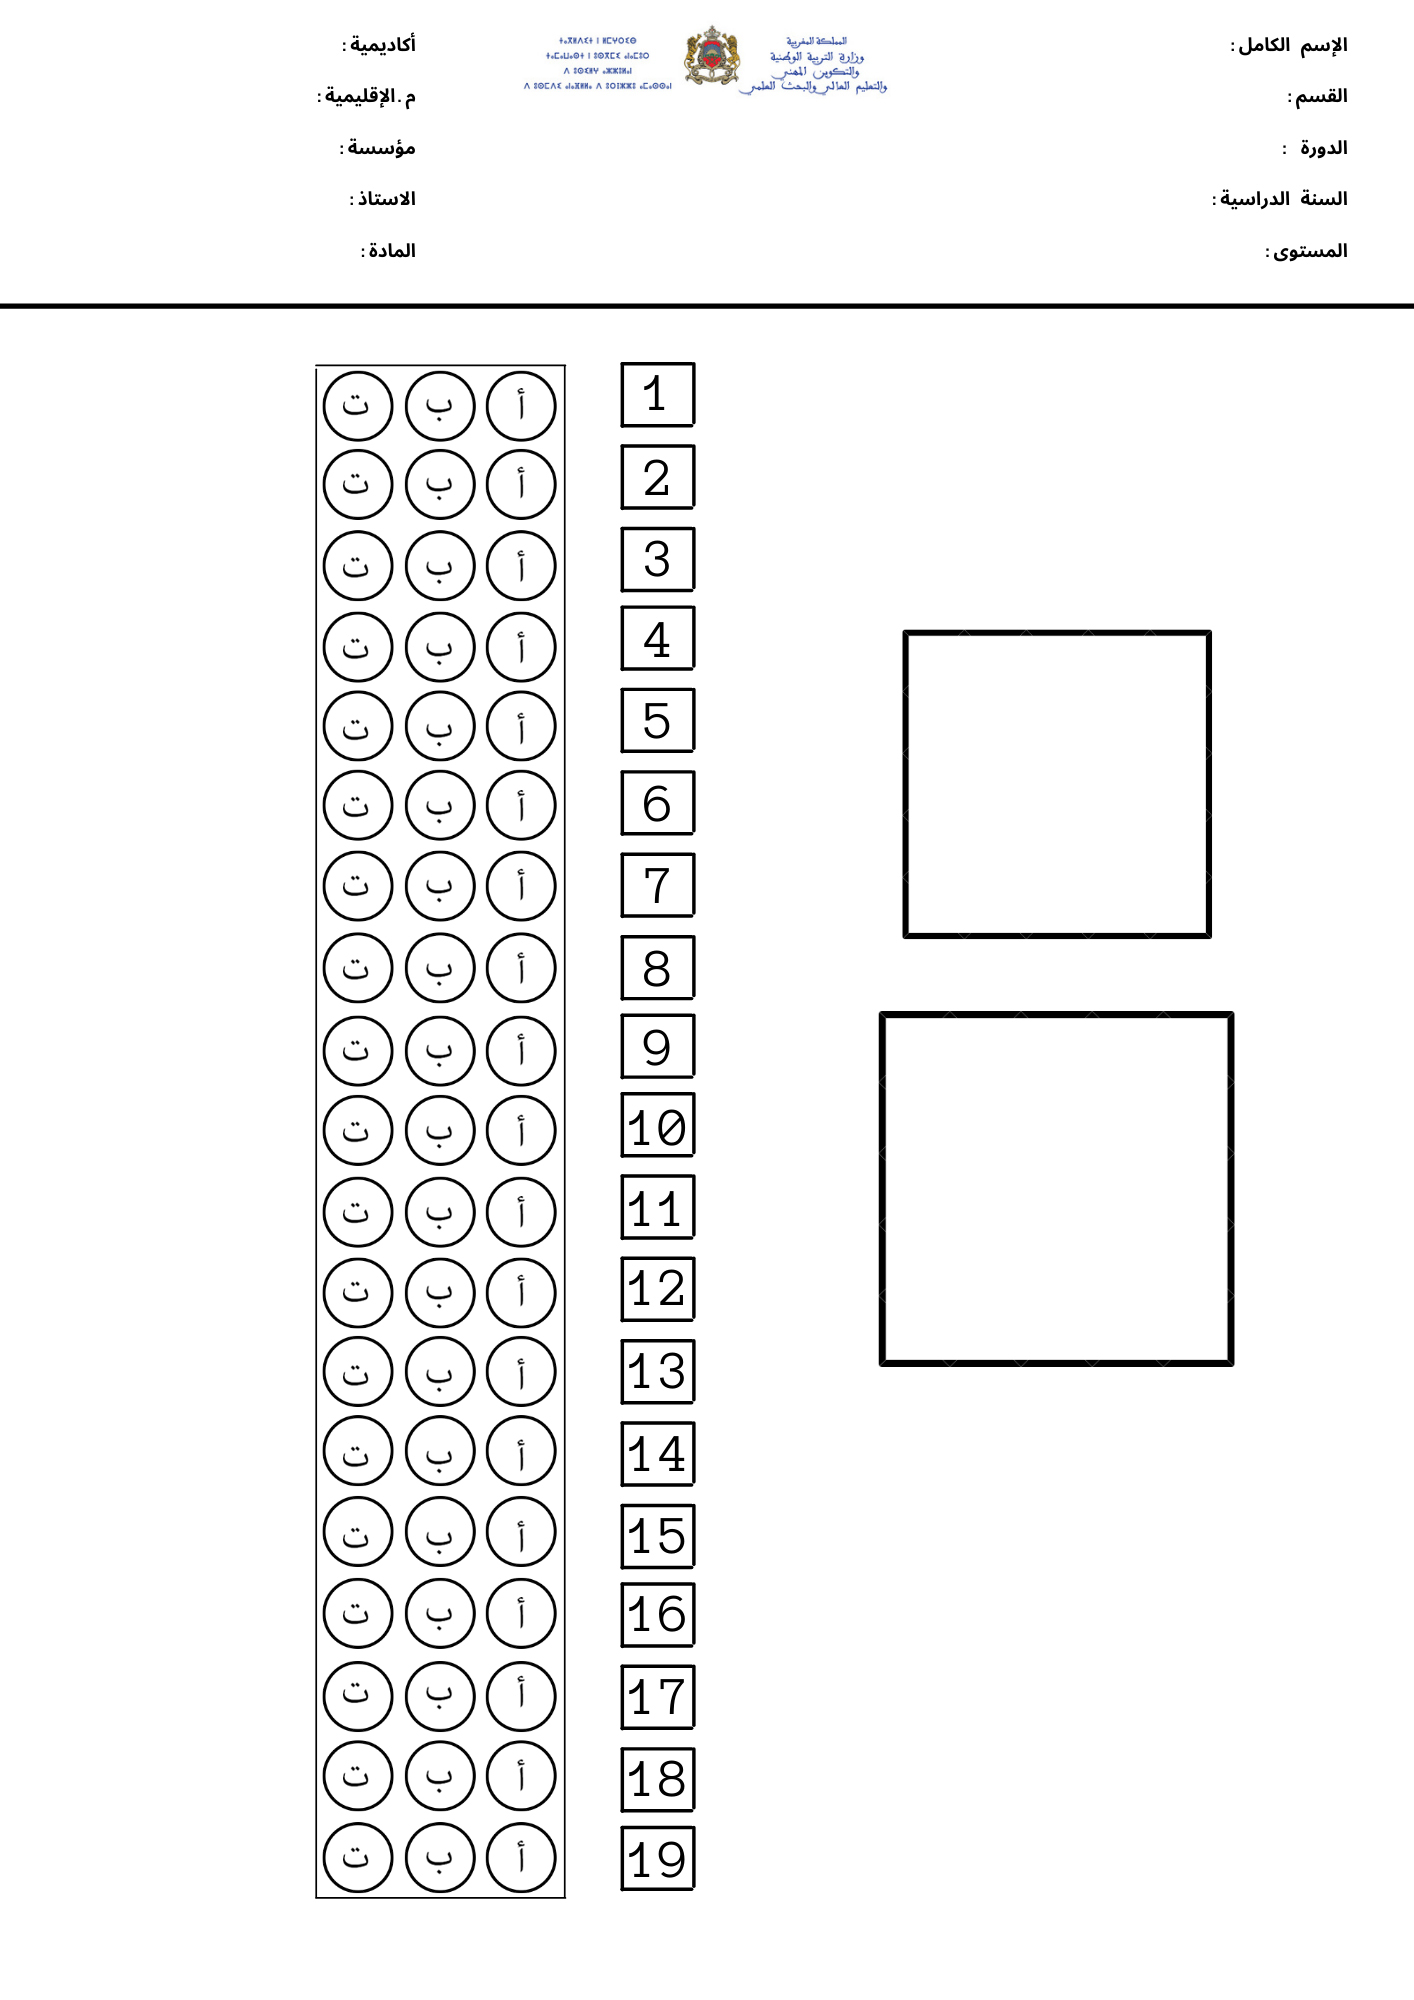 الإسم الكامل :
القسم :
الدورة :
السنة الدراسية :
المستوى :
المملكة المغربية
وزارة التربية الوطنية
والتكوين المهني
والتعليم العالي والبحث العلمي
ⵜⴰⴳⵍⴷⵉⵜ ⵏ ⵍⵎⵖⵔⵉⴱ
أكاديمية :
م.الإقليمية :
مؤسسة :
الاستاذ :
المادة :
1 أ ب ت
2 أ ب ت
3 أ ب ت
4 أ ب ت
5 أ ب ت
6 أ ب ت
7 أ ب ت
8 أ ب ت
9 أ ب ت
10 أ ب ت
11 أ ب ت
12 أ ب ت
13 أ ب ت
14 أ ب ت
15 أ ب ت
16 أ ب ت
17 أ ب ت
18 أ ب ت
19 أ ب ت